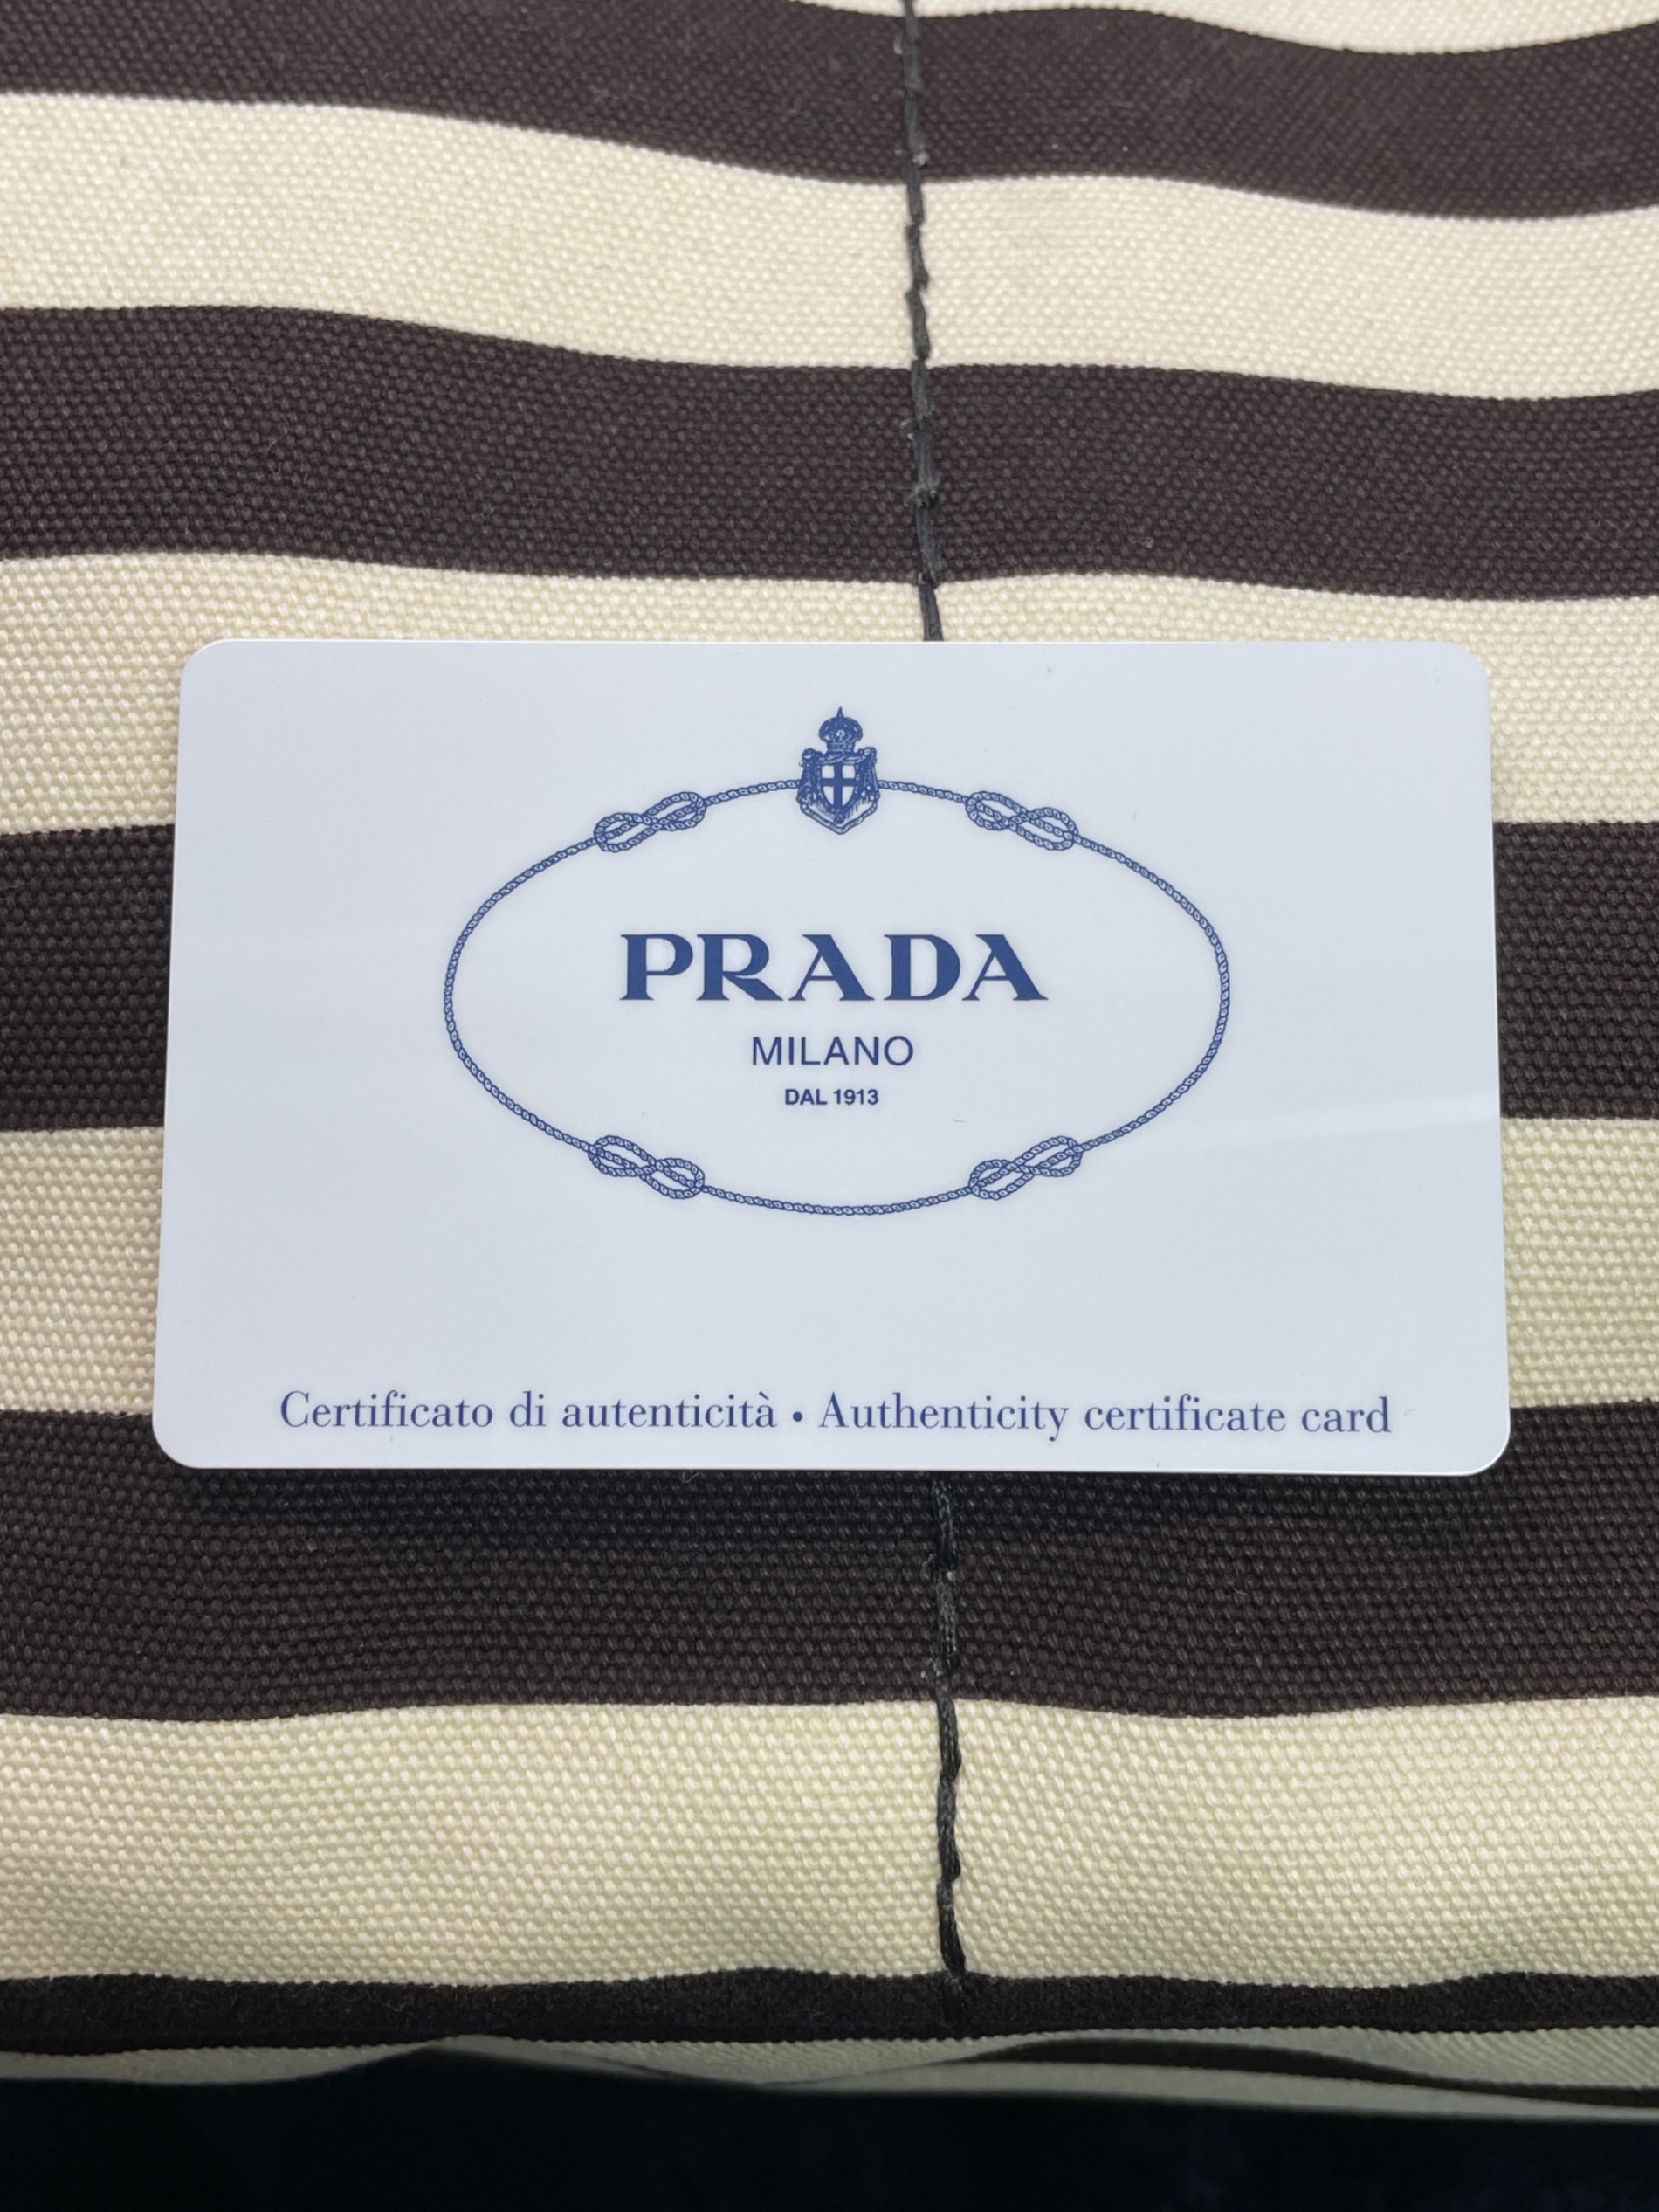 PRADA
MILANO
DAL 1913
Certificato di autenticità • Authenticity certificate card